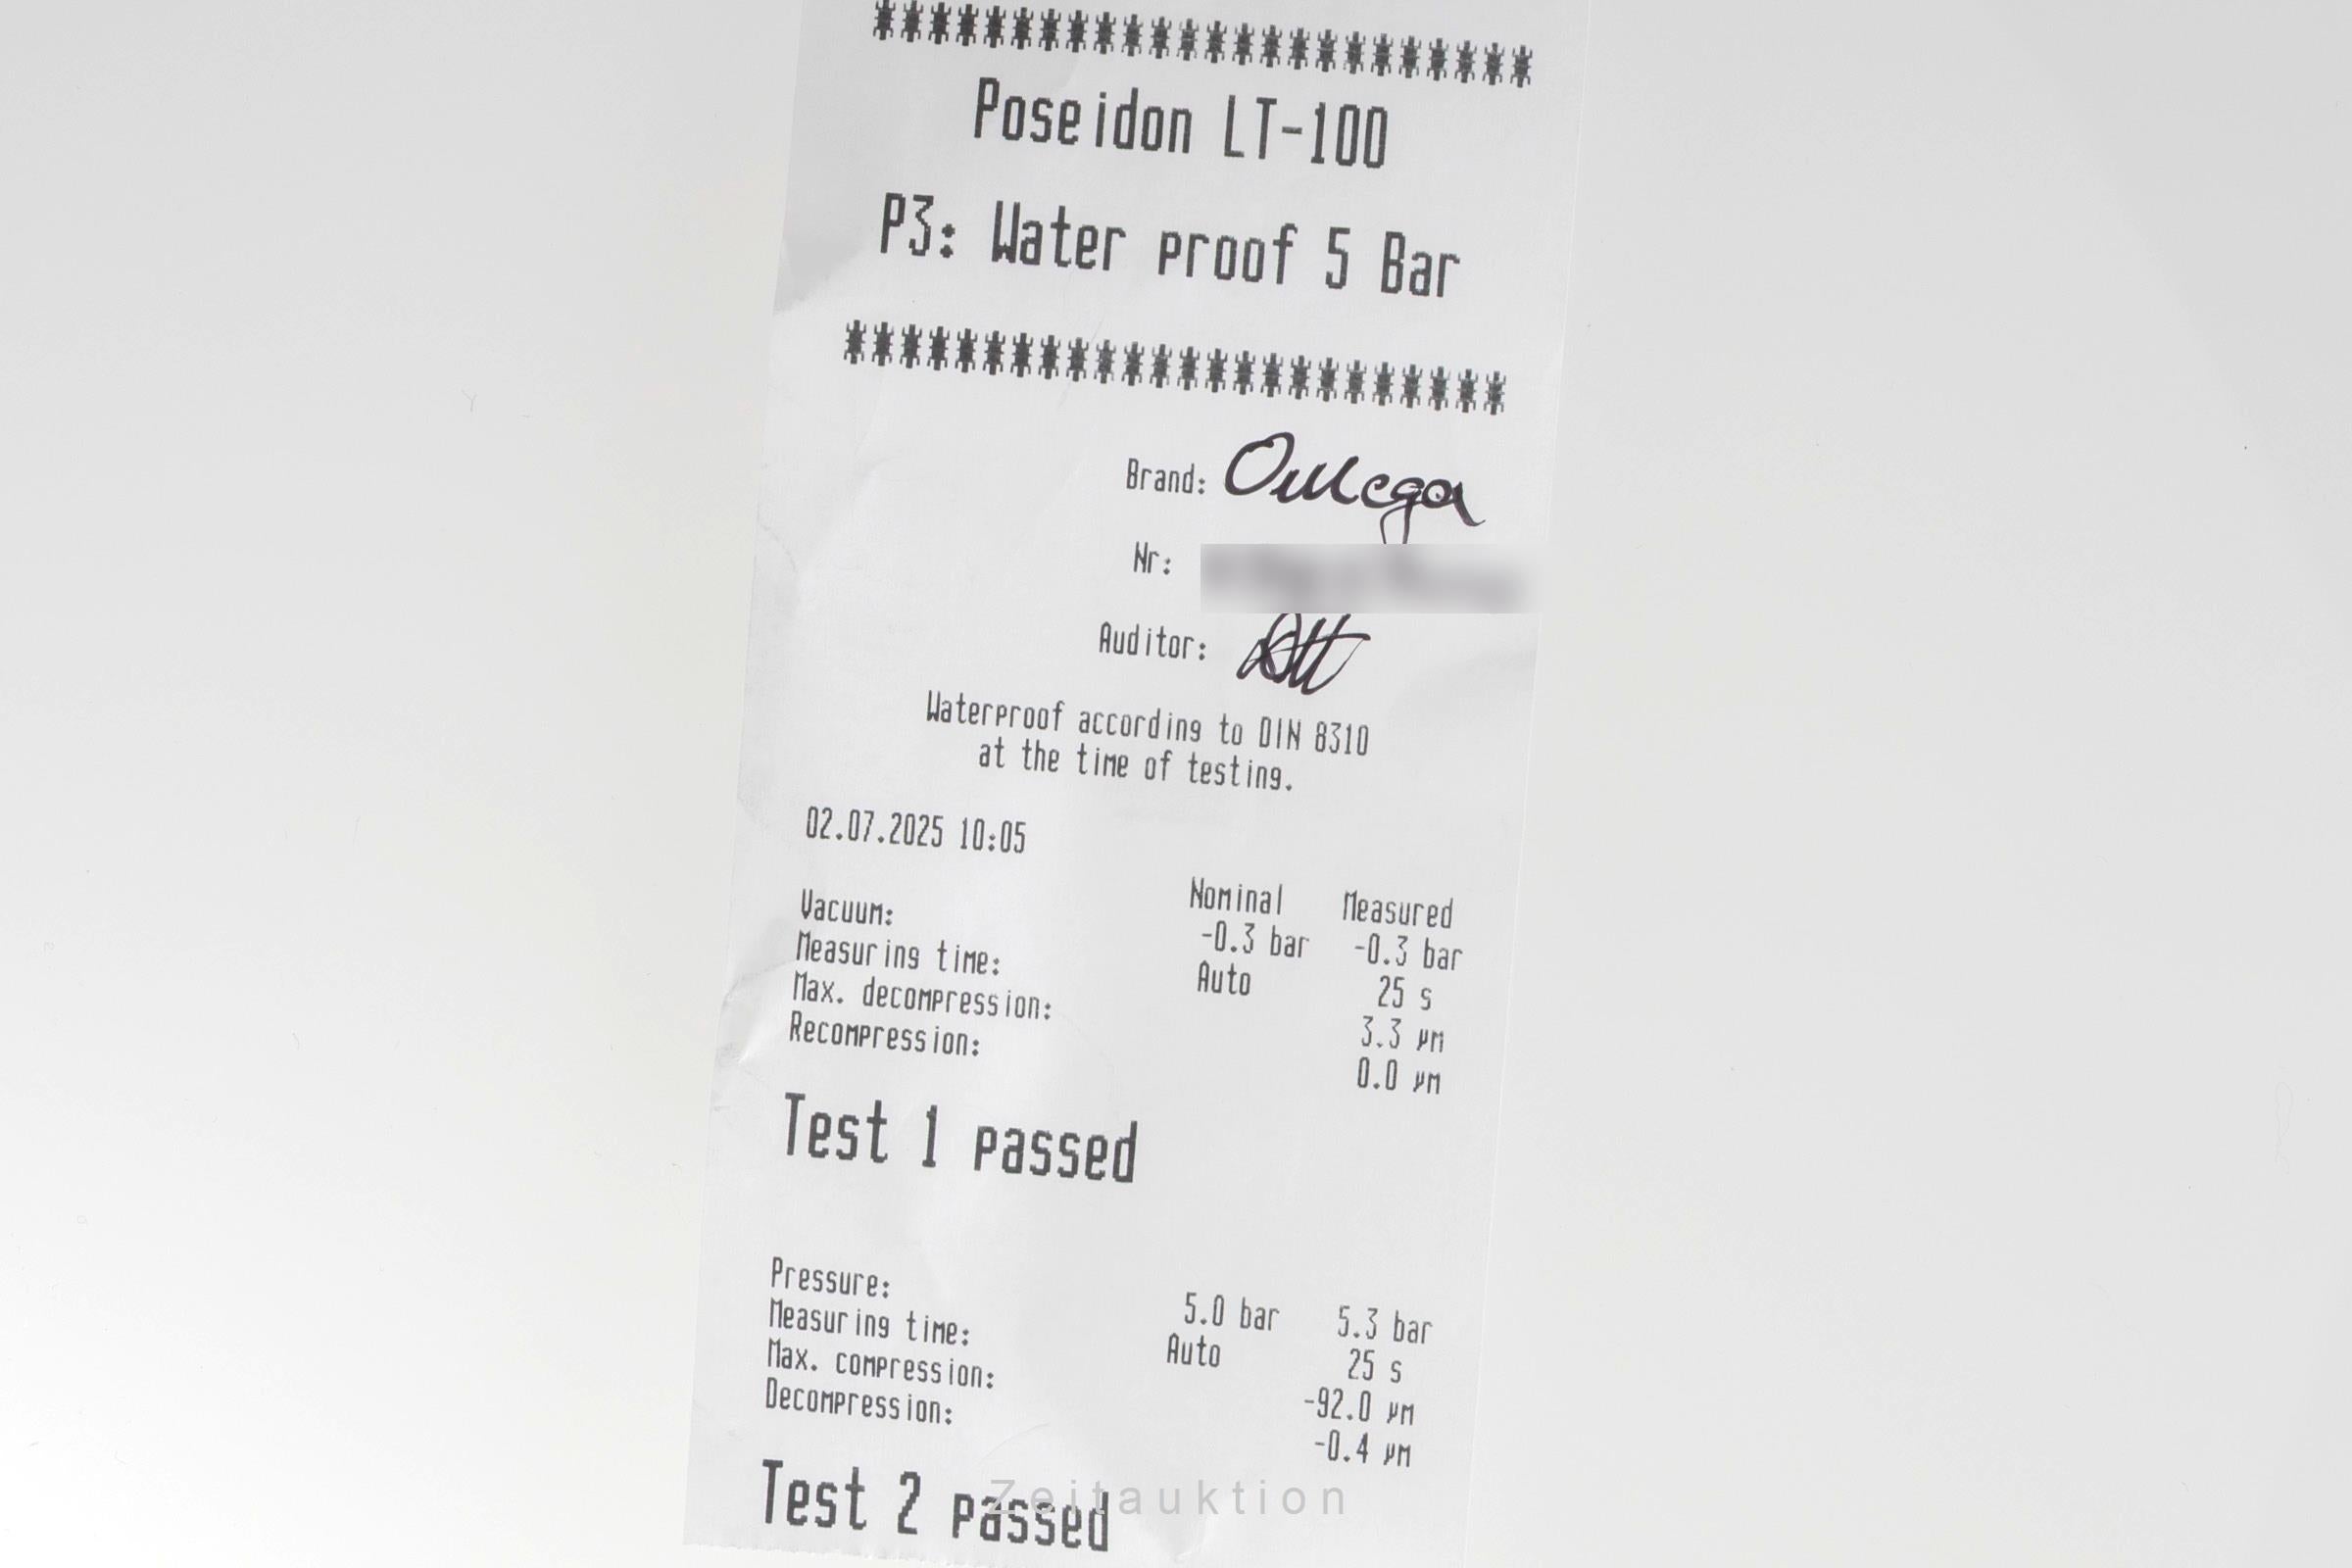 ************************
Poseidon LT-100
P3: Water proof 5 Bar
************************
Brand: Omega
Nr:
Auditor:
Waterproof according to DIN 8310
at the time of testing.
02.07.2025 10:05
Nominal Measured
Vacuum: -0.3 bar -0.3 bar
Measuring time: Auto 25 s
Max. decompression: 3.3 µm
Recompression: 0.0 µm
Test 1 passed
Pressure: 5.0 bar 5.3 bar
Measuring time: Auto 25 s
Max. compression: -92.0 µm
Decompression: -0.4 µm
Test 2 passed
Zeitauktion